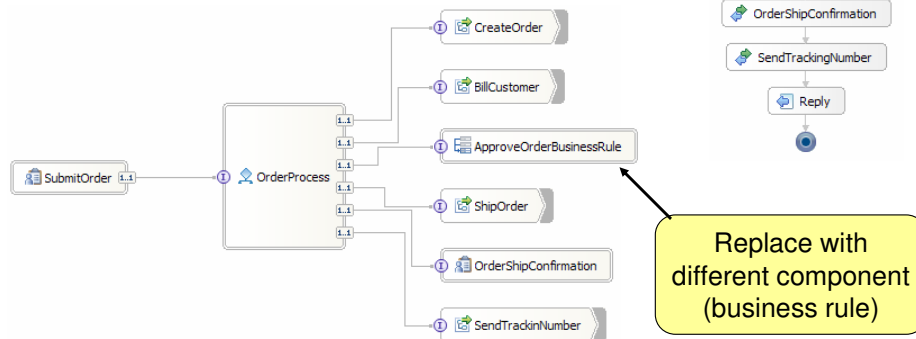 CreateOrder
OrderShipConfirmation
SendTrackingNumber
BillCustomer
Reply
1..1
1..1
ApproveOrderBusinessRule
1..1
SubmitOrder 1..1
OrderProcess
1..1
ShipOrder
1..1
1..1
OrderShipConfirmation
SendTrackinNumber
Replace with
different component
(business rule)
I
I
I
I
I
I
I